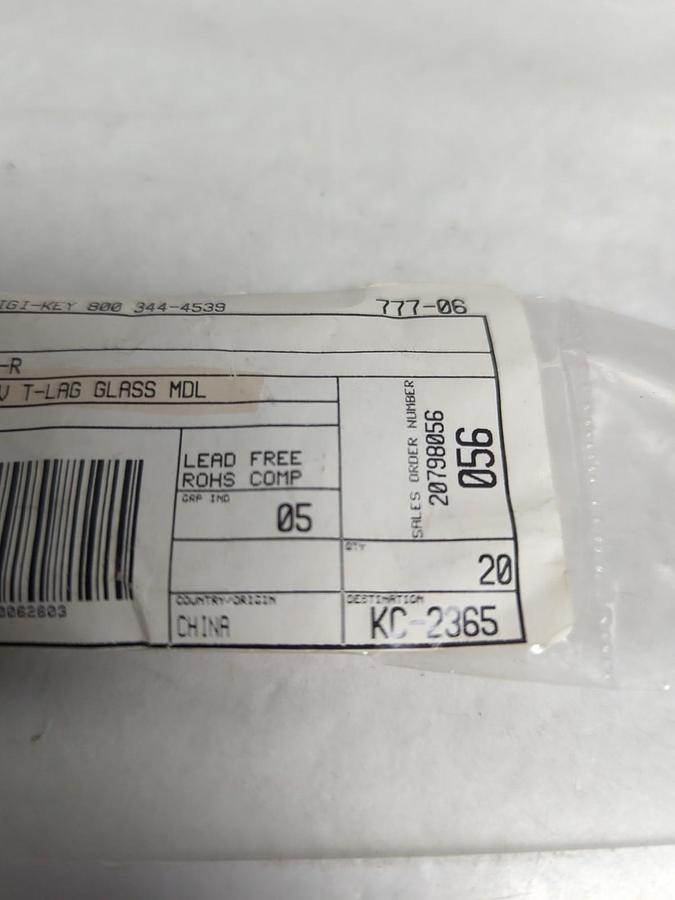 IGI-KEY 800 344-4539 777-06
-R
V T-LAG GLASS MDL
LEAD FREE
ROHS COMP
GRP IND
05
SALES ORDER NUMBER
20798056
056
QTY
20
COUNTRY/ORIGIN
CHINA
DESTINATION
KC-2365
0062603